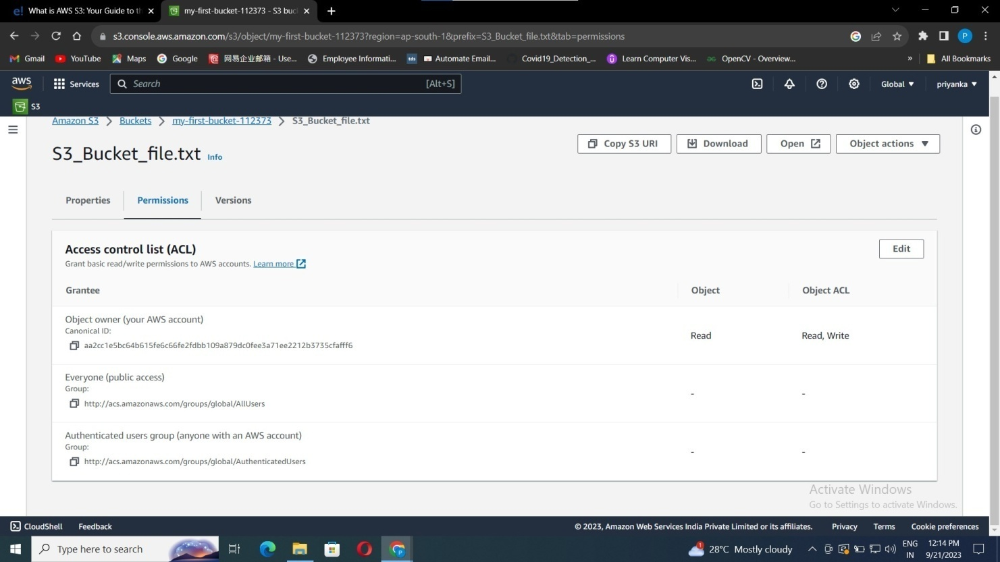 What is AWS S3: Your Guide to th
my-first-bucket-112373 - S3 buc
s3.console.aws.amazon.com/s3/object/my-first-bucket-112373?region=ap-south-1&prefix=S3_Bucket_file.txt&tab=permissions
P
Gmail YouTube Maps Google 网易企业邮箱 - Use... Employee Informati... tds Automate Email... Covid19_Detection_... Learn Computer Vis... OpenCV - Overview... » All Bookmarks
aws Services Search [Alt+S] Global priyanka
S3
Amazon S3 Buckets my-first-bucket-112373 S3_Bucket_file.txt
S3_Bucket_file.txt Info
Copy S3 URI Download Open Object actions
Properties Permissions Versions
Access control list (ACL)
Edit
Grant basic read/write permissions to AWS accounts. Learn more
Grantee Object Object ACL
Object owner (your AWS account)
Canonical ID:
aa2cc1e5bc64b615fe6c66fe2fdbb109a879dc0fee3a71ee2212b3735cfafff6
Read Read, Write
Everyone (public access)
Group:
http://acs.amazonaws.com/groups/global/AllUsers
- -
Authenticated users group (anyone with an AWS account)
Group:
http://acs.amazonaws.com/groups/global/AuthenticatedUsers
- -
Activate Windows
Go to Settings to activate Windows.
CloudShell Feedback © 2023, Amazon Web Services India Private Limited or its affiliates. Privacy Terms Cookie preferences
Type here to search 1 28°C Mostly cloudy
ENG
IN
12:14 PM
9/21/2023